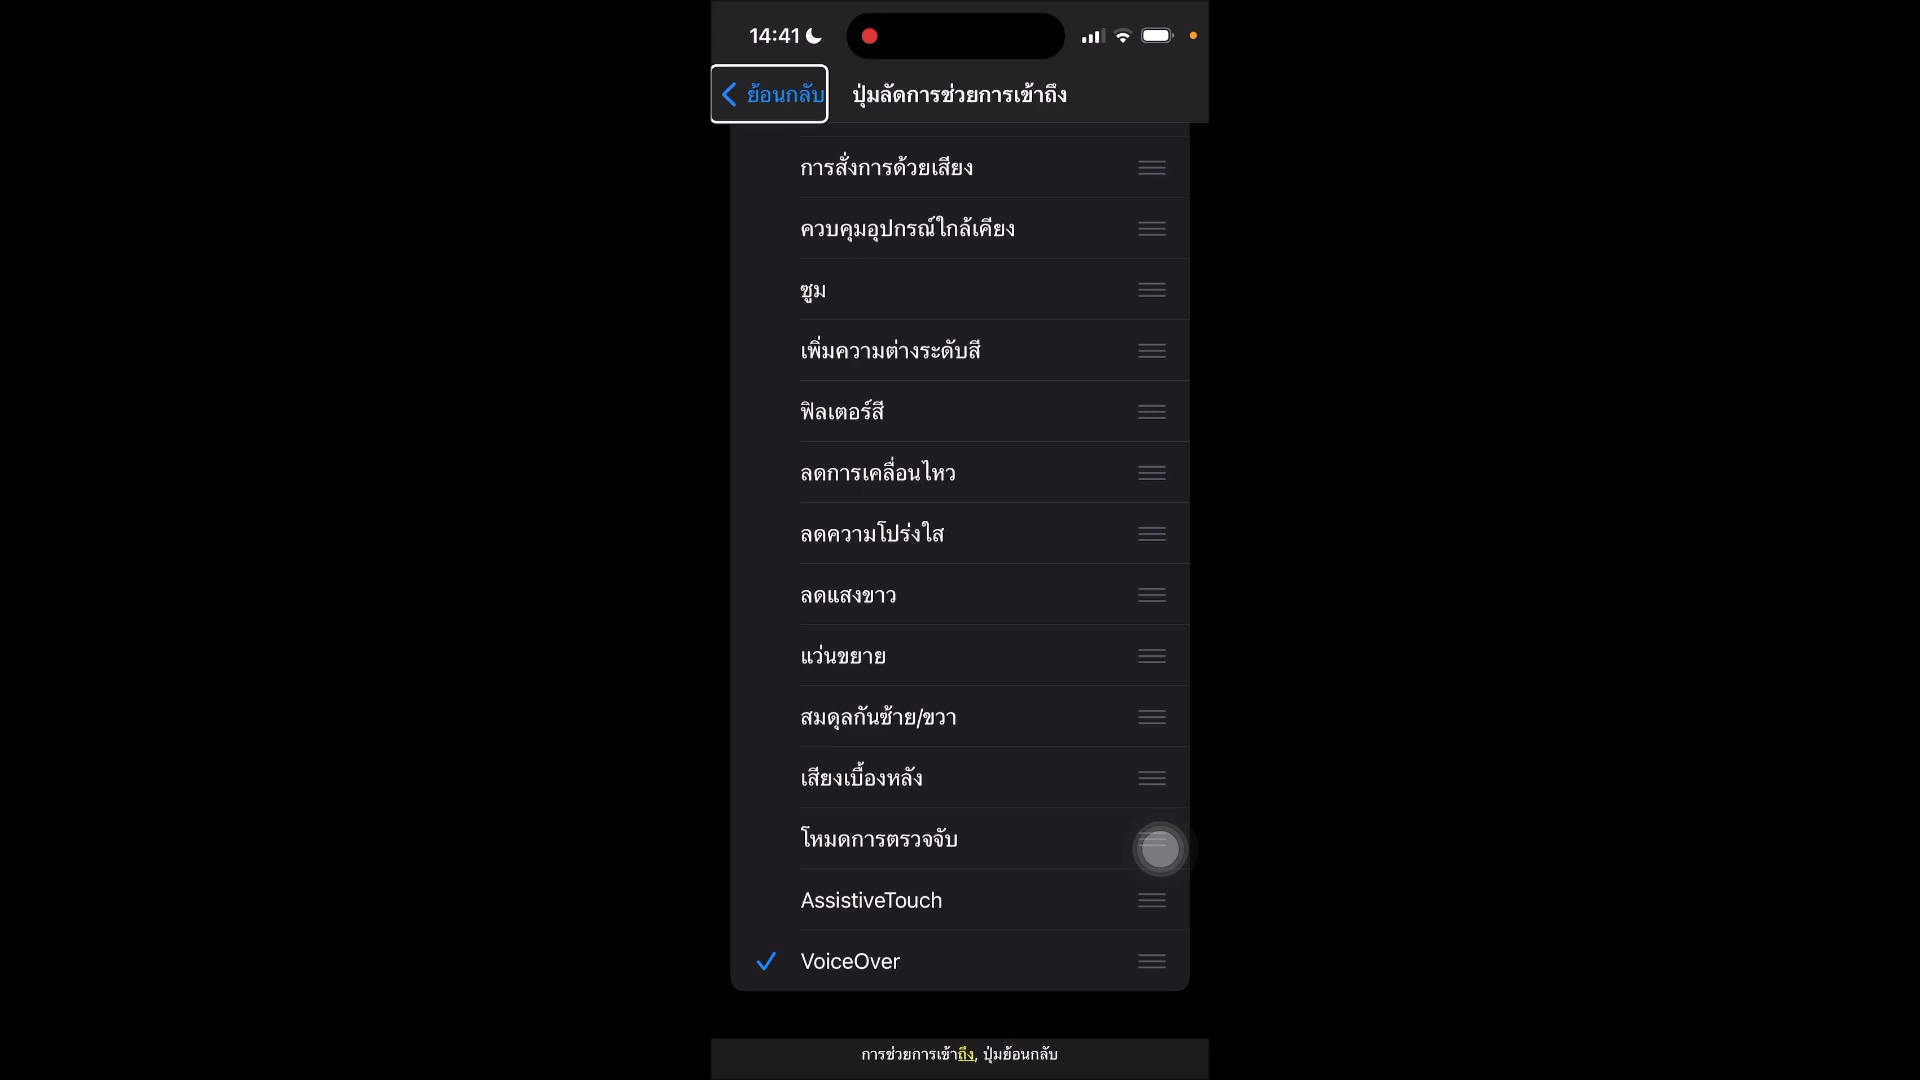 14:41
ย้อนกลับ ปุ่มลัดการช่วยการเข้าถึง
การสั่งการด้วยเสียง
ควบคุมอุปกรณ์ใกล้เคียง
ซูม
เพิ่มความต่างระดับสี
ฟิลเตอร์สี
ลดการเคลื่อนไหว
ลดความโปร่งใส
ลดแสงขาว
แว่นขยาย
สมดุลกันซ้าย/ขวา
เสียงเบื้องหลัง
โหมดการตรวจจับ
AssistiveTouch
VoiceOver
การช่วยการเข้าถึง, ปุ่มย้อนกลับ